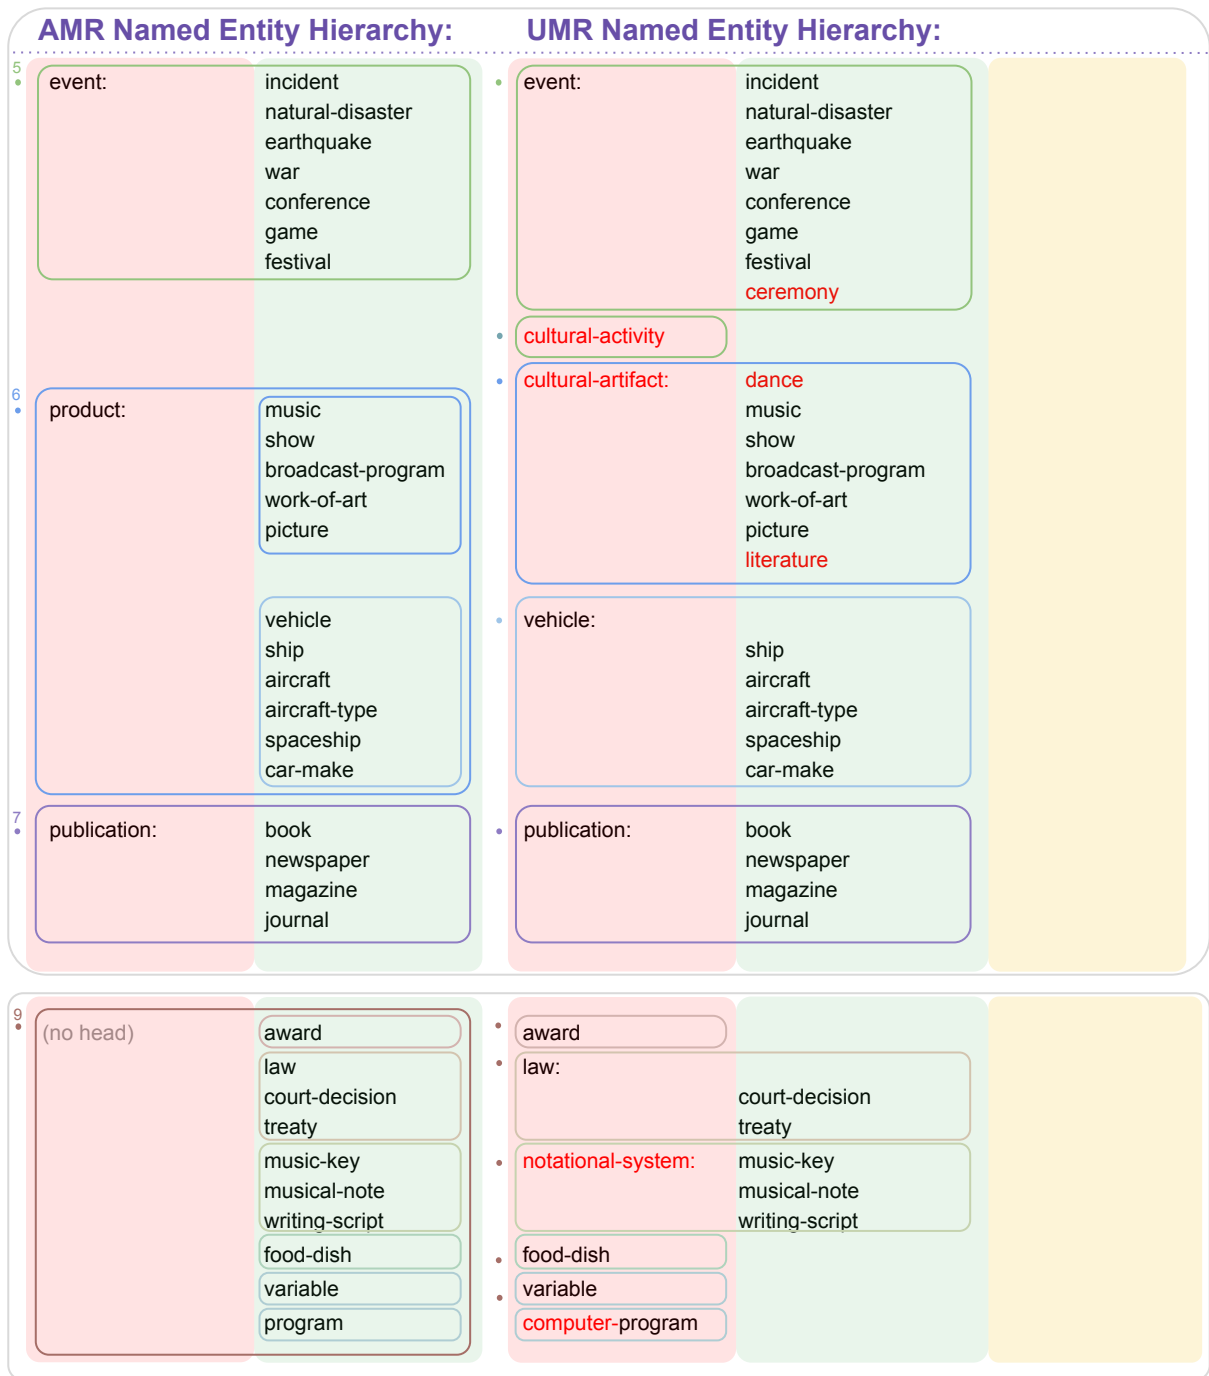 AMR Named Entity Hierarchy: UMR Named Entity Hierarchy:
5
event: incident event: incident
natural-disaster natural-disaster
earthquake earthquake
war war
conference conference
game game
festival festival
ceremony
cultural-activity
cultural-artifact: dance
6
product: music music
show show
broadcast-program broadcast-program
work-of-art work-of-art
picture picture
literature
vehicle vehicle:
ship ship
aircraft aircraft
aircraft-type aircraft-type
spaceship spaceship
car-make car-make
7
publication: book publication: book
newspaper newspaper
magazine magazine
journal journal
9
(no head) award award
law law:
court-decision court-decision
treaty treaty
music-key notational-system: music-key
musical-note musical-note
writing-script writing-script
food-dish food-dish
variable variable
program computer-program